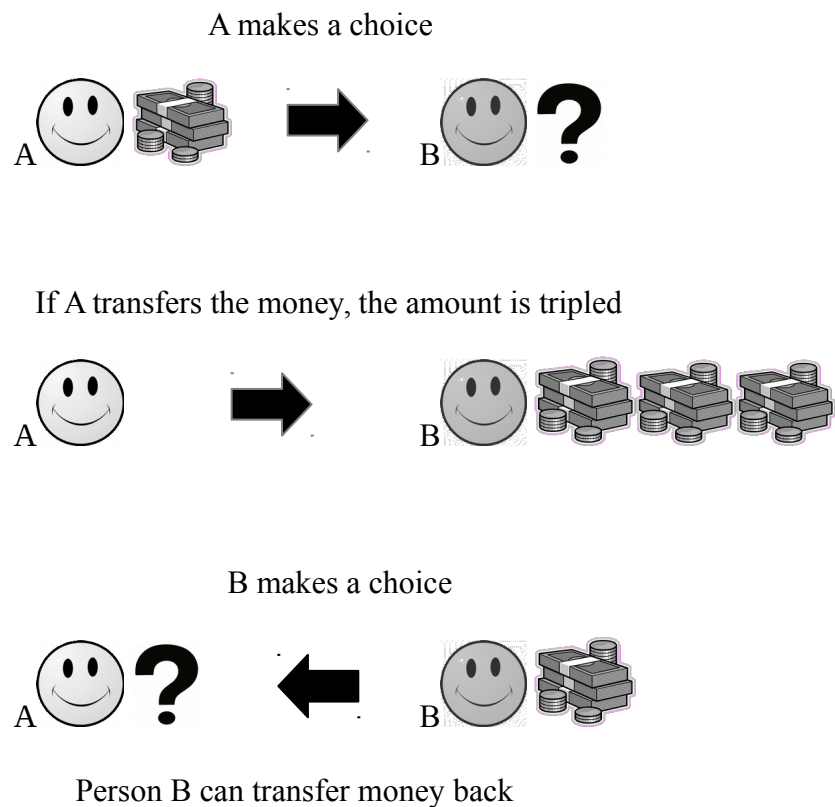 A makes a choice
A B ?
If A transfers the money, the amount is tripled
A B
B makes a choice
A ? B
Person B can transfer money back